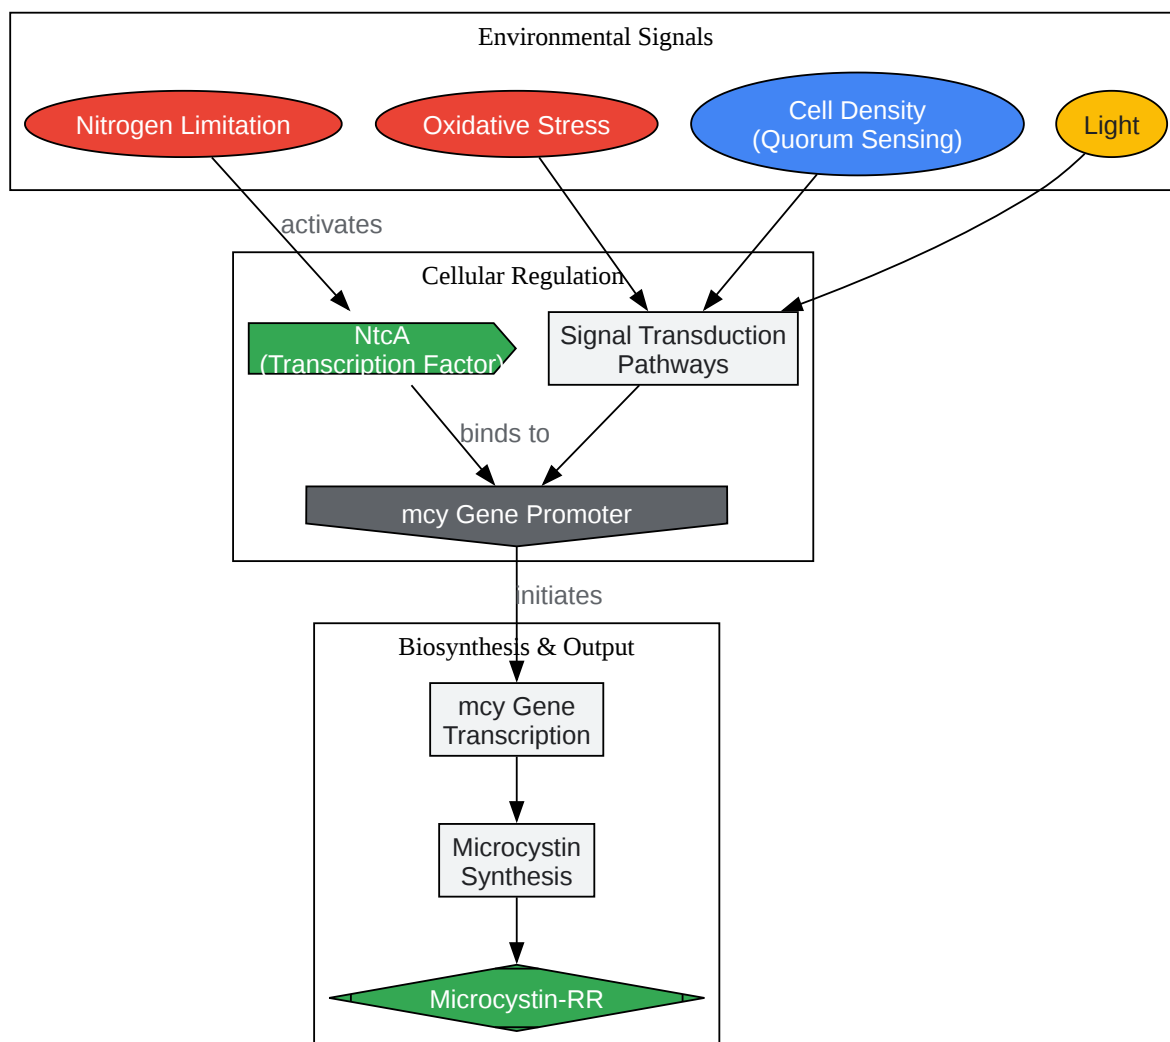 Environmental Signals
Nitrogen Limitation
Oxidative Stress
Cell Density
(Quorum Sensing)
Light
activates
Cellular Regulation
NtcA
(Transcription Factor)
Signal Transduction
Pathways
binds to
mcy Gene Promoter
initiates
Biosynthesis & Output
mcy Gene
Transcription
Microcystin
Synthesis
Microcystin-RR